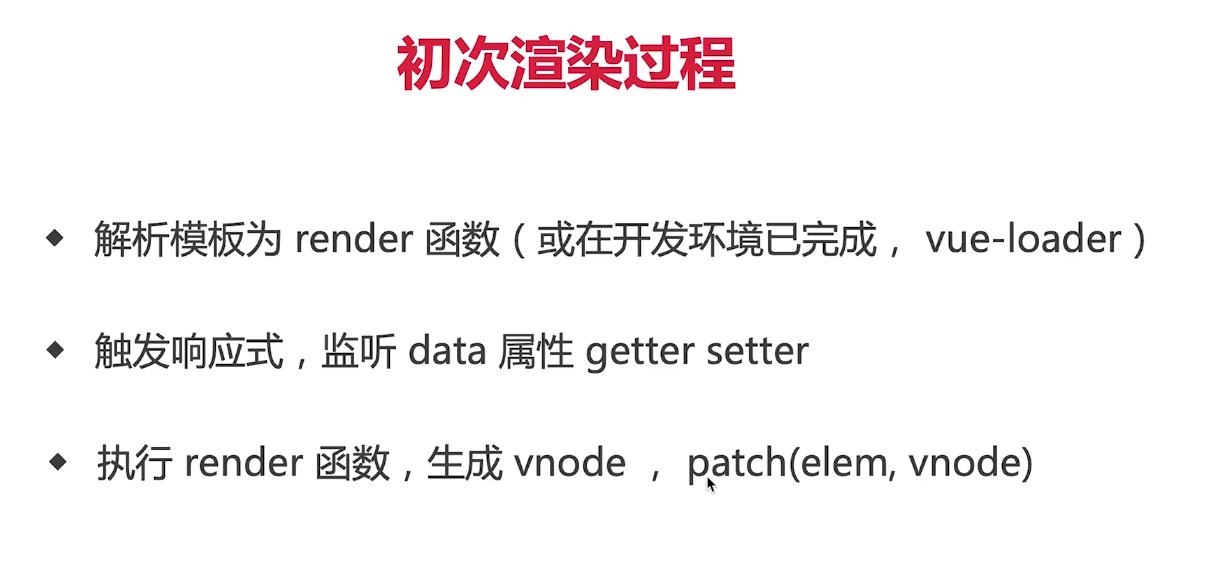 初次渲染过程
◆ 解析模板为 render 函数（或在开发环境已完成， vue-loader）
◆ 触发响应式，监听 data 属性 getter setter
◆ 执行 render 函数，生成 vnode ， patch(elem, vnode)